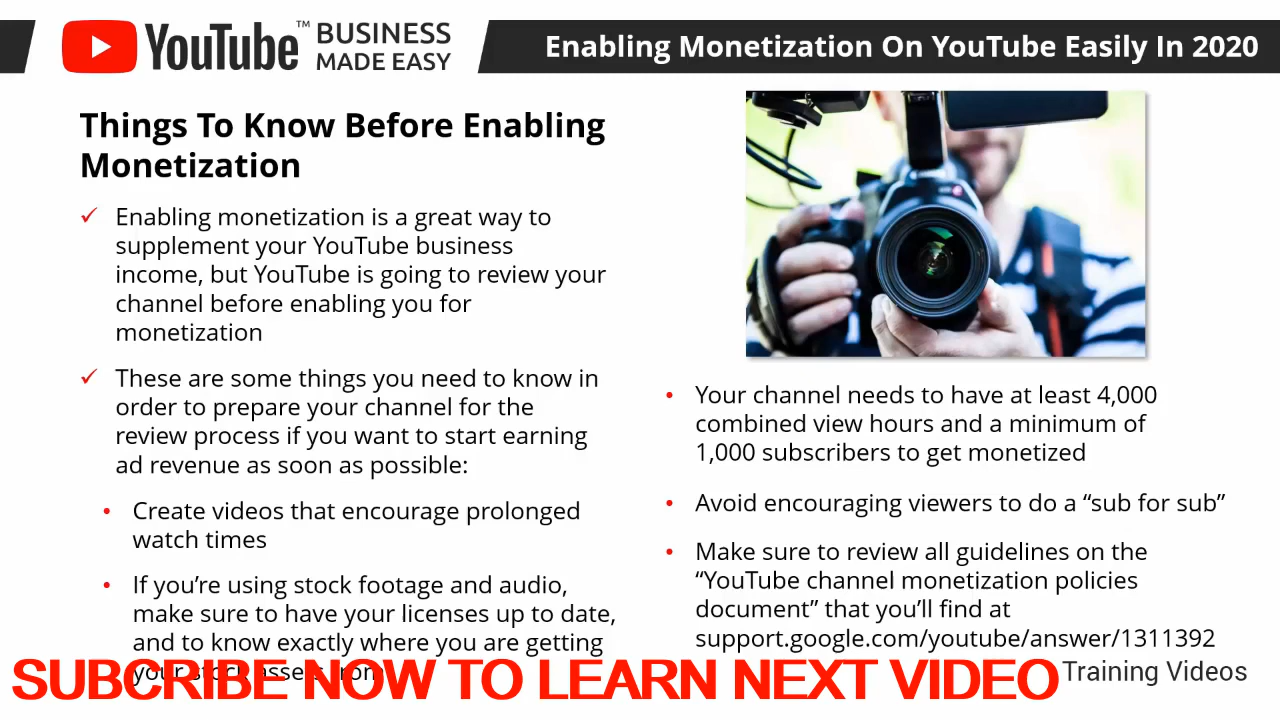 YouTube™ BUSINESS
MADE EASY
Enabling Monetization On YouTube Easily In 2020
Things To Know Before Enabling
Monetization
Enabling monetization is a great way to
supplement your YouTube business
income, but YouTube is going to review your
channel before enabling you for
monetization
These are some things you need to know in
order to prepare your channel for the
review process if you want to start earning
ad revenue as soon as possible:
• Create videos that encourage prolonged
watch times
• If you’re using stock footage and audio,
make sure to have your licenses up to date,
and to know exactly where you are getting
your stock assets from
• Your channel needs to have at least 4,000
combined view hours and a minimum of
1,000 subscribers to get monetized
• Avoid encouraging viewers to do a “sub for sub”
• Make sure to review all guidelines on the
“YouTube channel monetization policies
document” that you’ll find at
support.google.com/youtube/answer/1311392
SUBCRIBE NOW TO LEARN NEXT VIDEO
Training Videos